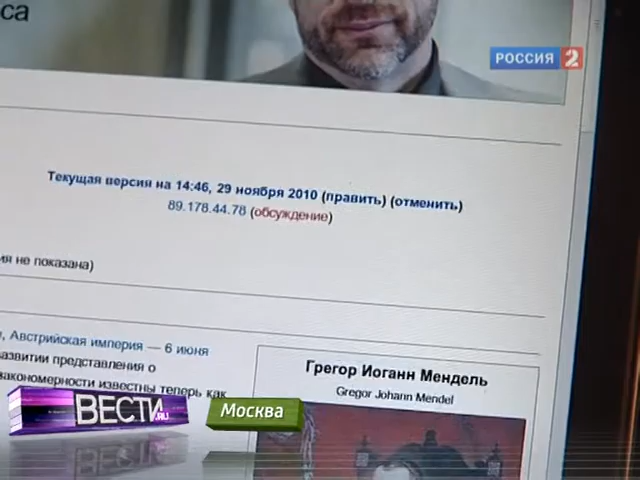 са
РОССИЯ 2
Текущая версия на 14:46, 29 ноября 2010 (править) (отменить)
89.178.44.78 (обсуждение)
ия не показана)
, Австрийская империя — 6 июня
азвитии представления о
закономерности известны теперь как
Грегор Иоганн Мендель
Gregor Johann Mendel
ВЕСТИ.RU
Москва